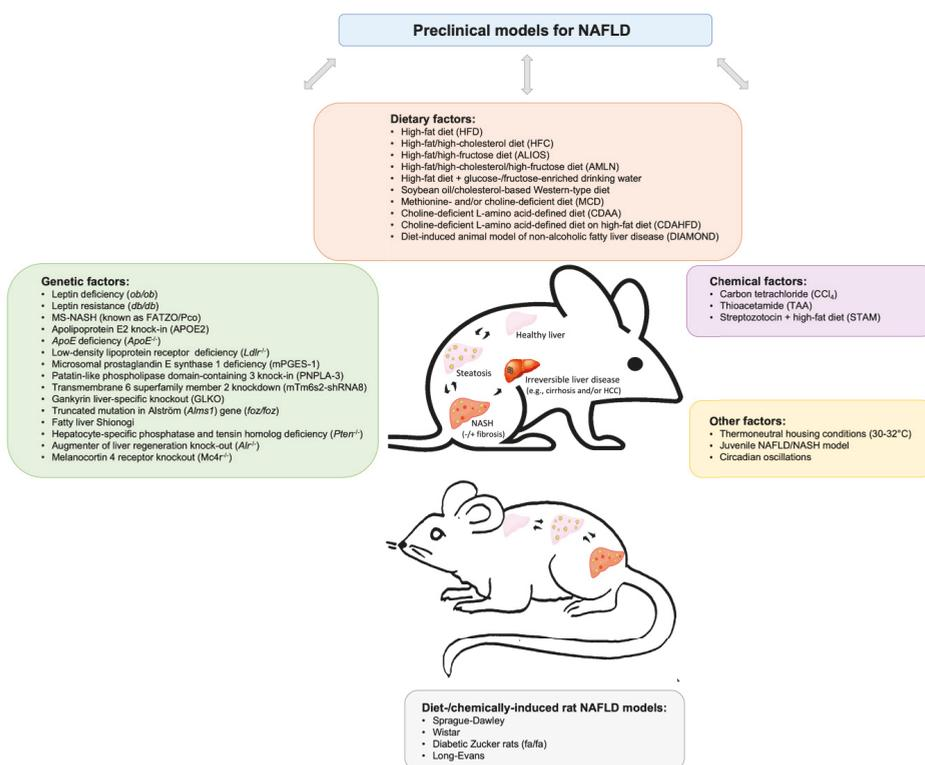 Preclinical models for NAFLD
Dietary factors:
• High-fat diet (HFD)
• High-fat/high-cholesterol diet (HFC)
• High-fat/high-fructose diet (ALIOS)
• High-fat/high-cholesterol/high-fructose diet (AMLN)
• High-fat diet + glucose-/fructose-enriched drinking water
• Soybean oil/cholesterol-based Western-type diet
• Methionine- and/or choline-deficient diet (MCD)
• Choline-deficient L-amino acid-defined diet (CDAA)
• Choline-deficient L-amino acid-defined diet on high-fat diet (CDAHFD)
• Diet-induced animal model of non-alcoholic fatty liver disease (DIAMOND)
Genetic factors:
• Leptin deficiency (ob/ob)
• Leptin resistance (db/db)
• MS-NASH (known as FATZO/Pco)
• Apolipoprotein E2 knock-in (APOE2)
• ApoE deficiency (ApoE⁻/⁻)
• Low-density lipoprotein receptor deficiency (Ldlr⁻/⁻)
• Microsomal prostaglandin E synthase 1 deficiency (mPGES-1)
• Patatin-like phospholipase domain-containing 3 knock-in (PNPLA-3)
• Transmembrane 6 superfamily member 2 knockdown (mTm6s2-shRNA8)
• Gankyrin liver-specific knockout (GLKO)
• Truncated mutation in Alström (Alms1) gene (foz/foz)
• Fatty liver Shionogi
• Hepatocyte-specific phosphatase and tensin homolog deficiency (Pten⁻/⁻)
• Augmenter of liver regeneration knock-out (Alr⁻/⁻)
• Melanocortin 4 receptor knockout (Mc4r⁻/⁻)
Healthy liver
Steatosis
Irreversible liver disease
(e.g., cirrhosis and/or HCC)
NASH
(-/+ fibrosis)
Chemical factors:
• Carbon tetrachloride (CCl₄)
• Thioacetamide (TAA)
• Streptozotocin + high-fat diet (STAM)
Other factors:
• Thermoneutral housing conditions (30-32°C)
• Juvenile NAFLD/NASH model
• Circadian oscillations
Diet-/chemically-induced rat NAFLD models:
• Sprague-Dawley
• Wistar
• Diabetic Zucker rats (fa/fa)
• Long-Evans